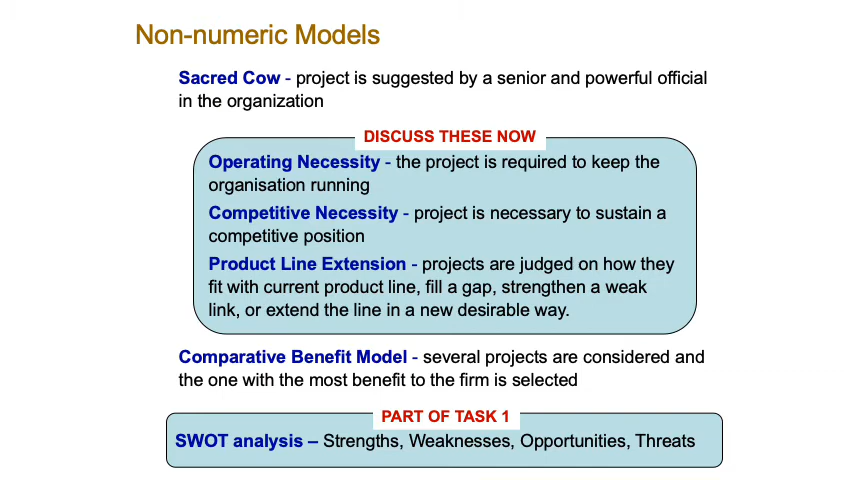 Non-numeric Models
Sacred Cow - project is suggested by a senior and powerful official
in the organization
DISCUSS THESE NOW
Operating Necessity - the project is required to keep the
organisation running
Competitive Necessity - project is necessary to sustain a
competitive position
Product Line Extension - projects are judged on how they
fit with current product line, fill a gap, strengthen a weak
link, or extend the line in a new desirable way.
Comparative Benefit Model - several projects are considered and
the one with the most benefit to the firm is selected
PART OF TASK 1
SWOT analysis – Strengths, Weaknesses, Opportunities, Threats